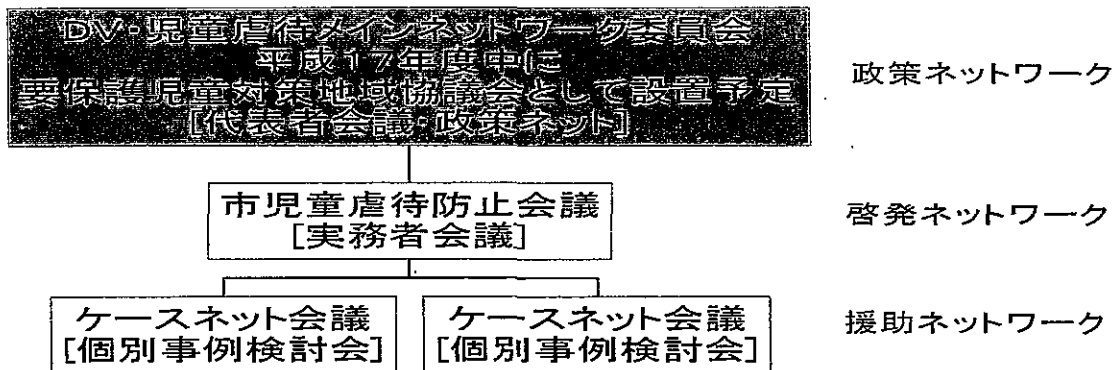 DV・児童虐待メインネットワーク委員会
平成17年度中に
要保護児童対策地域協議会として設置予定
[代表者会議・政策ネット]
政策ネットワーク
市児童虐待防止会議
[実務者会議]
啓発ネットワーク
ケースネット会議
[個別事例検討会]
ケースネット会議
[個別事例検討会]
援助ネットワーク